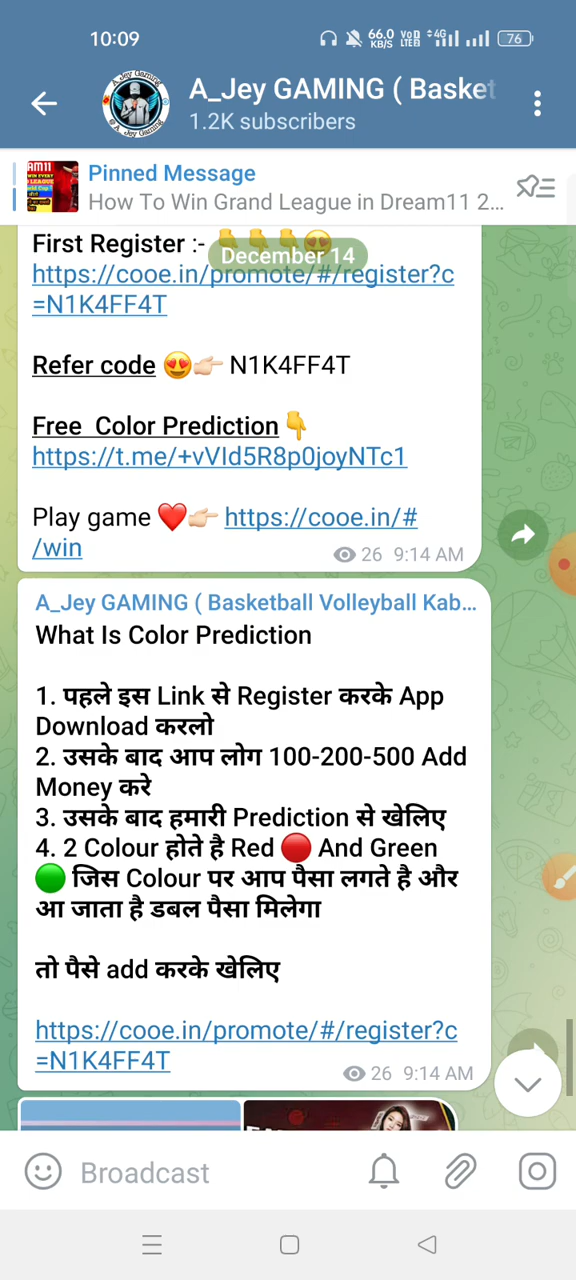 10:09
66.0 KB/S
VoD LTE2
4G
76
A_Jey GAMING ( Basket
1.2K subscribers
Pinned Message
How To Win Grand League in Dream11 2...
First Register :- 👇👇👇😍
December 14
https://cooe.in/promote/#/register?c
=N1K4FF4T
Refer code 😍👉🏻 N1K4FF4T
Free Color Prediction👇
https://t.me/+vVId5R8p0joyNTc1
Play game ❤️👉🏻 https://cooe.in/#
/win
26 9:14 AM
A_Jey GAMING ( Basketball Volleyball Kab...
What Is Color Prediction
1. पहले इस Link से Register करके App
Download करलो
2. उसके बाद आप लोग 100-200-500 Add
Money करे
3. उसके बाद हमारी Prediction से खेलिए
4. 2 Colour होते है Red 🔴 And Green
🟢 जिस Colour पर आप पैसा लगते है और
आ जाता है डबल पैसा मिलेगा
तो पैसे add करके खेलिए
https://cooe.in/promote/#/register?c
=N1K4FF4T
26 9:14 AM
Broadcast